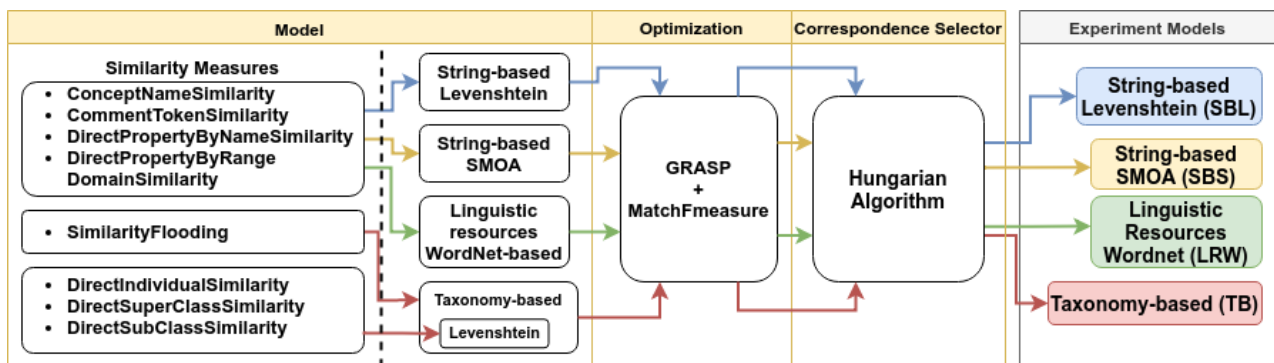 Model
Optimization
Correspondence Selector
Experiment Models
Similarity Measures
• ConceptNameSimilarity
• CommentTokenSimilarity
• DirectPropertyByNameSimilarity
• DirectPropertyByRange
DomainSimilarity
• SimilarityFlooding
• DirectIndividualSimilarity
• DirectSuperClassSimilarity
• DirectSubClassSimilarity
String-based
Levenshtein
String-based
SMOA
Linguistic
resources
WordNet-based
Taxonomy-based
Levenshtein
GRASP
+
MatchFmeasure
Hungarian
Algorithm
String-based
Levenshtein (SBL)
String-based
SMOA (SBS)
Linguistic
Resources
Wordnet (LRW)
Taxonomy-based (TB)